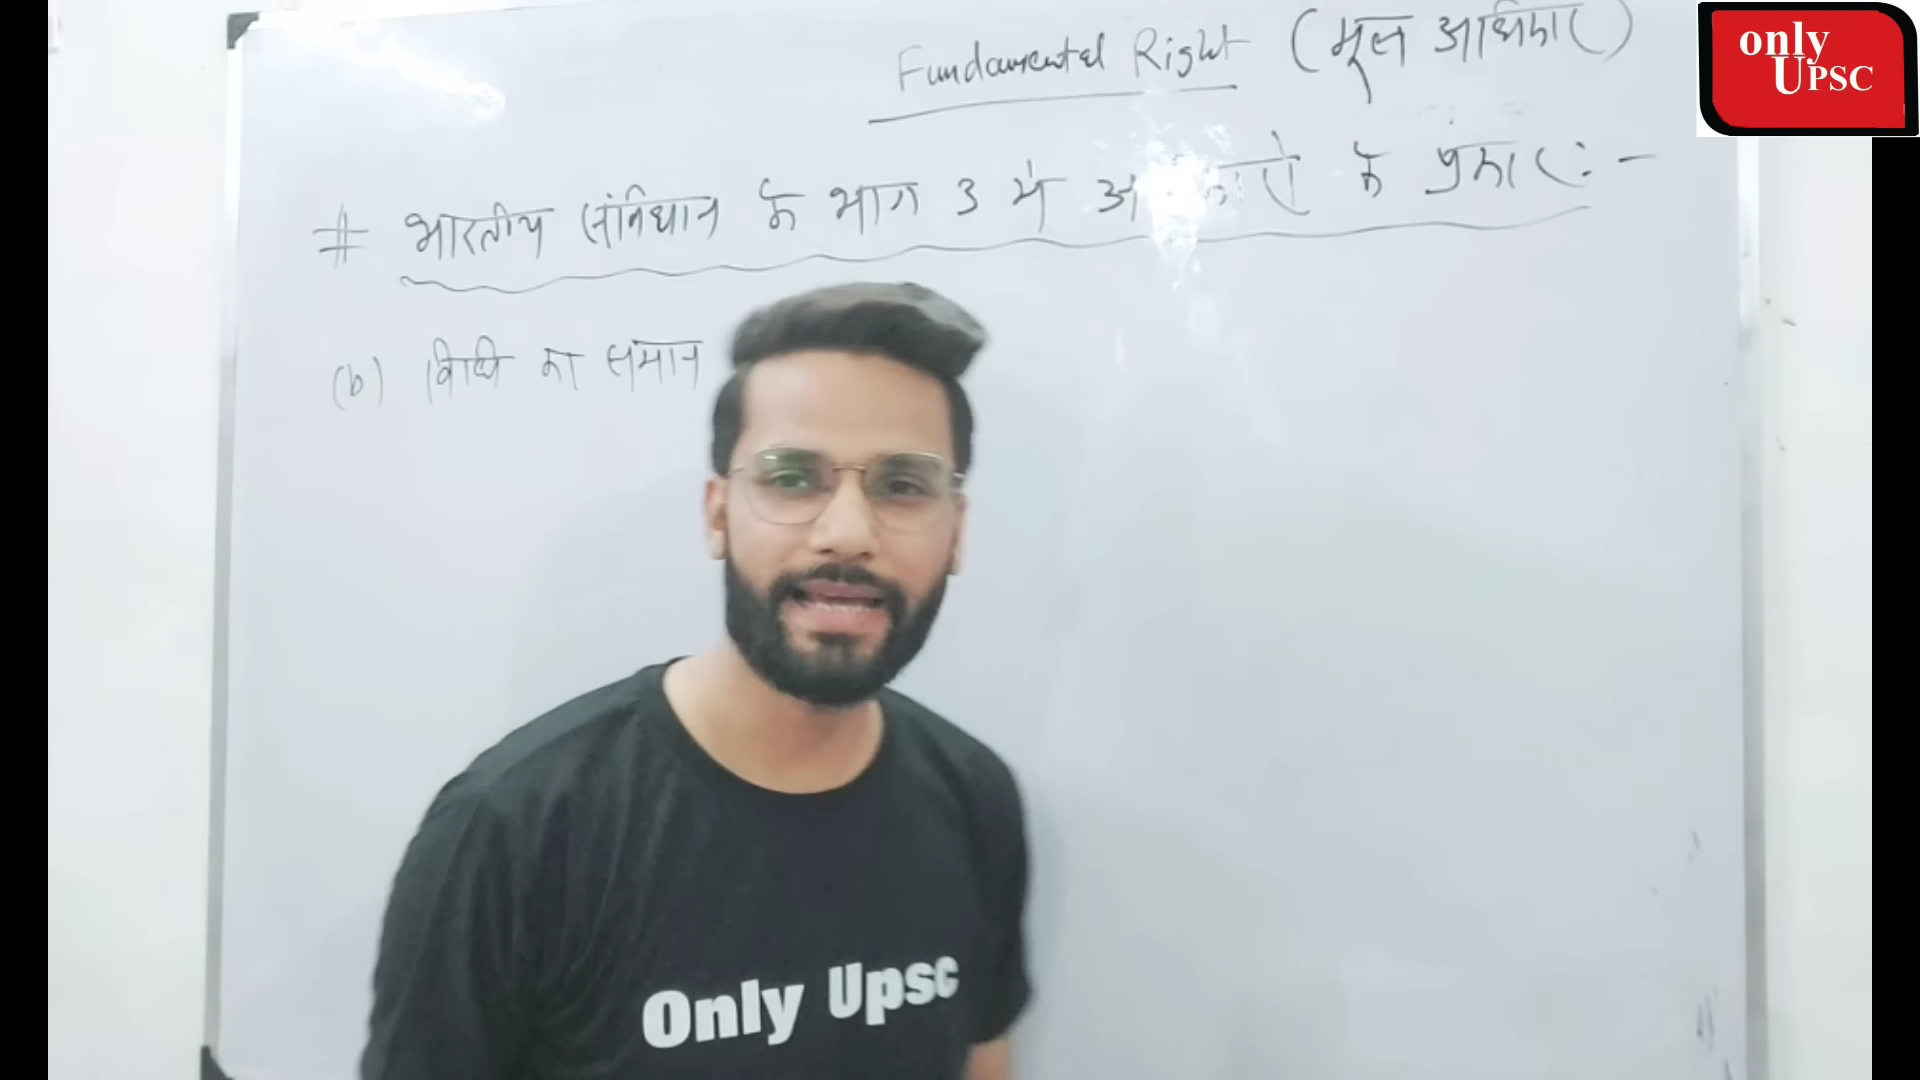 Fundamental Right (मूल अधिकार)
only
UPSC
# भारतीय संविधान के भाग 3 में के प्रकार :-
(b) विधि का समान
Only Upsc